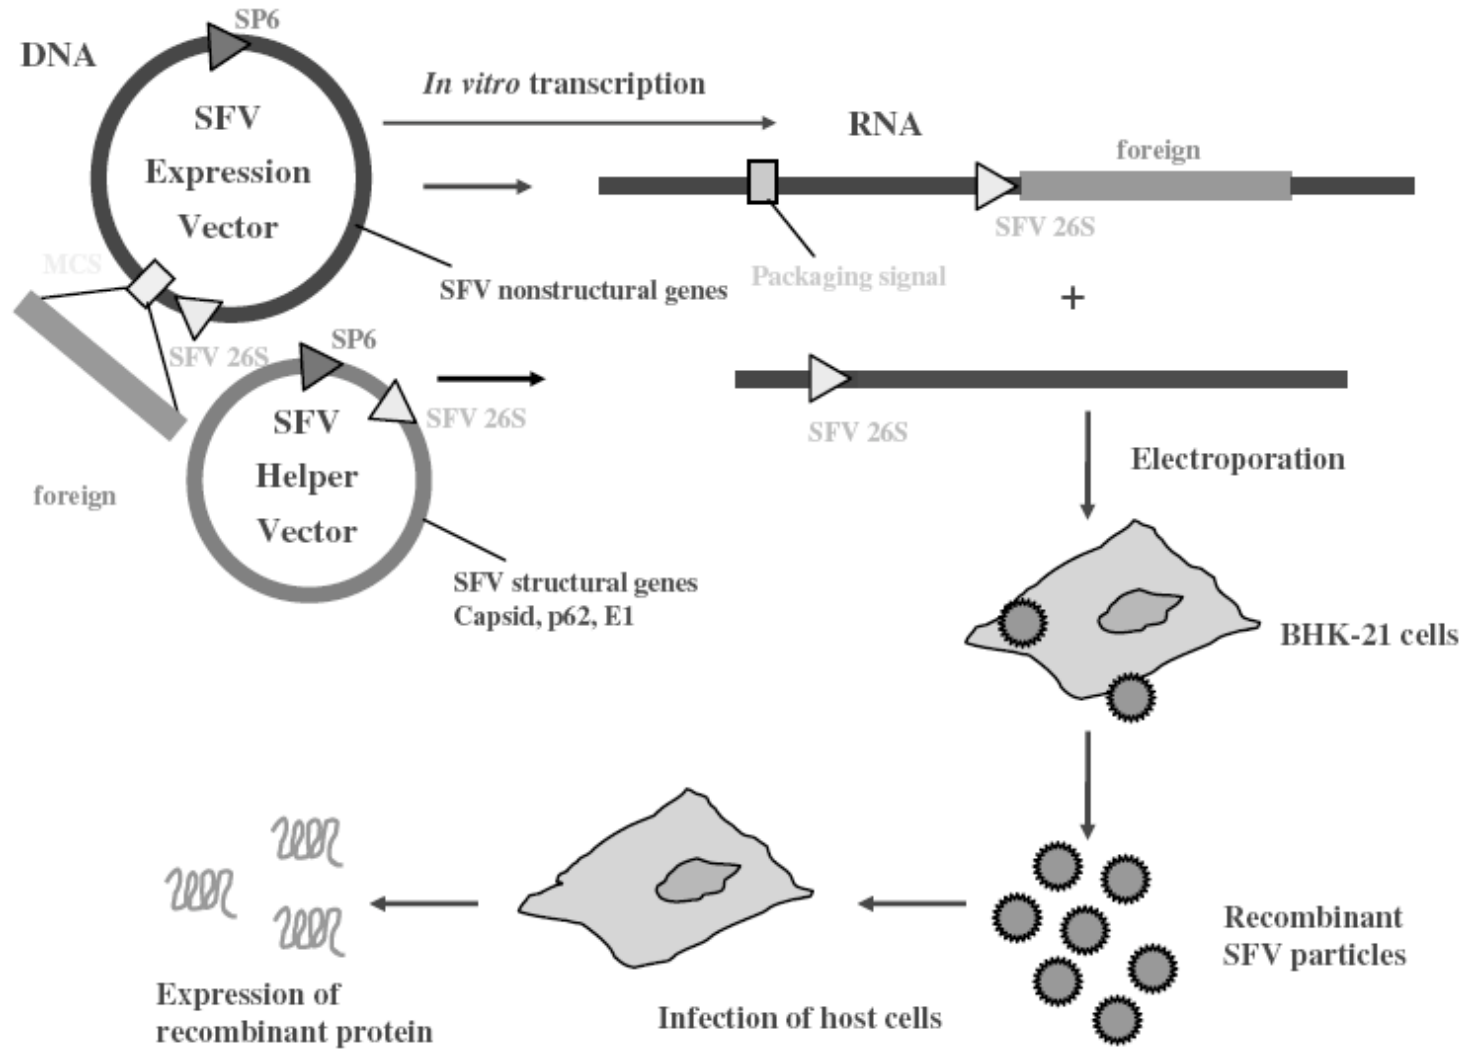 SP6
DNA
In vitro transcription
SFV
Expression
Vector
RNA
foreign
SFV 26S
MCS
Packaging signal
SFV nonstructural genes
+
SFV 26S
SP6
SFV
Helper
Vector
SFV 26S
SFV 26S
foreign
Electroporation
SFV structural genes
Capsid, p62, E1
BHK-21 cells
Recombinant
SFV particles
Infection of host cells
Expression of
recombinant protein